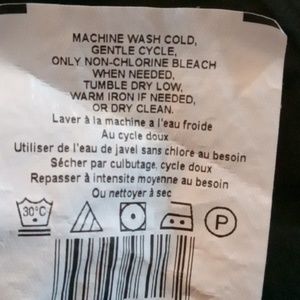 MACHINE WASH COLD,
GENTLE CYCLE,
ONLY NON-CHLORINE BLEACH
WHEN NEEDED,
TUMBLE DRY LOW,
WARM IRON IF NEEDED,
OR DRY CLEAN.
Laver à la machine a l'eau froide
Au cycle doux
Utiliser de l'eau de javel sans chlore au besoin
Sécher par culbutage, cycle doux
Repasser à intensite moyenne au besoin
Ou nettoyer à sec
30°C P